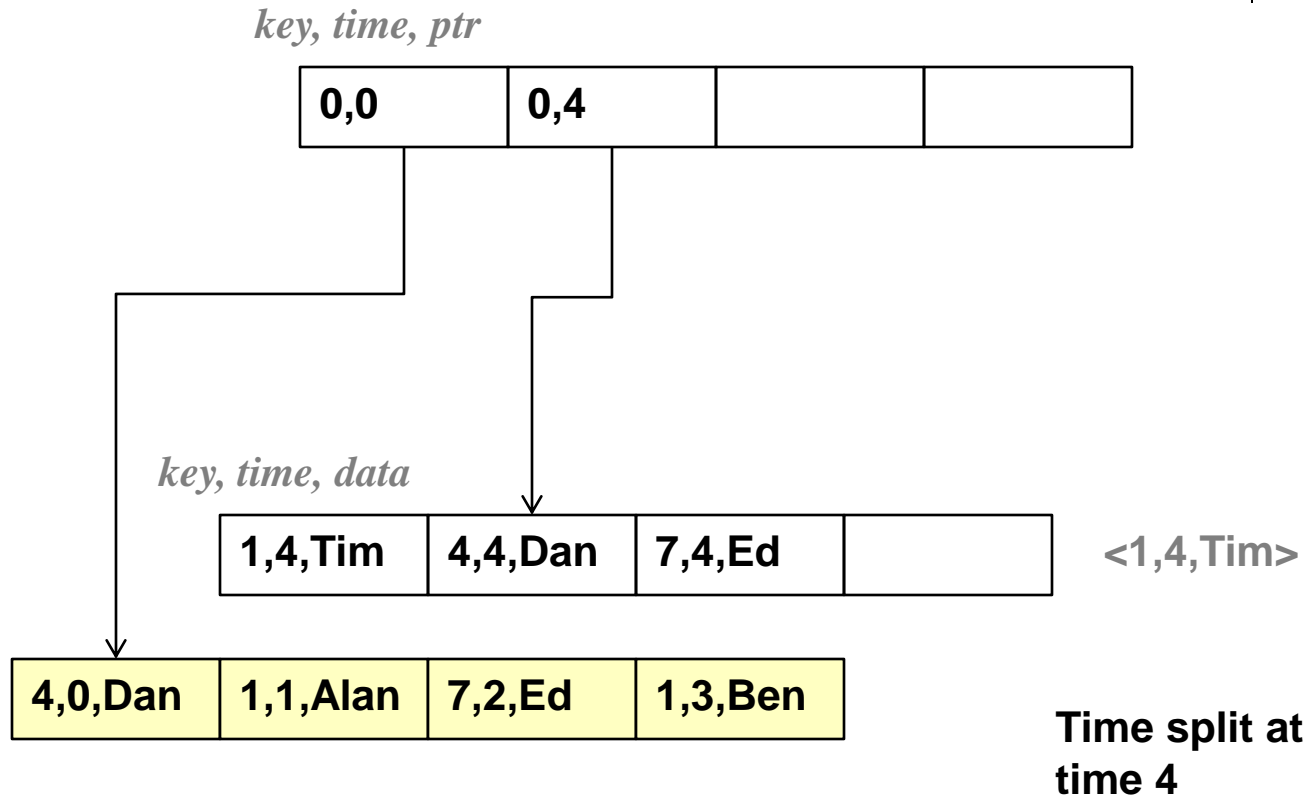 key, time, ptr
0,0 0,4
key, time, data
1,4,Tim 4,4,Dan 7,4,Ed <1,4,Tim>
4,0,Dan 1,1,Alan 7,2,Ed 1,3,Ben
Time split at
time 4